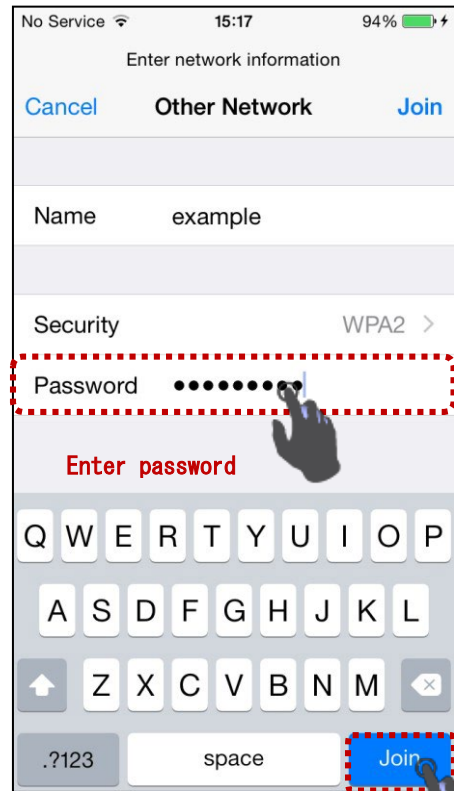 No Service 15:17 94%
Enter network information
Cancel Other Network Join
Name example
Security WPA2 >
Password ●●●●●●●●●
Enter password
Q W E R T Y U I O P
A S D F G H J K L
Z X C V B N M
.?123 space Join